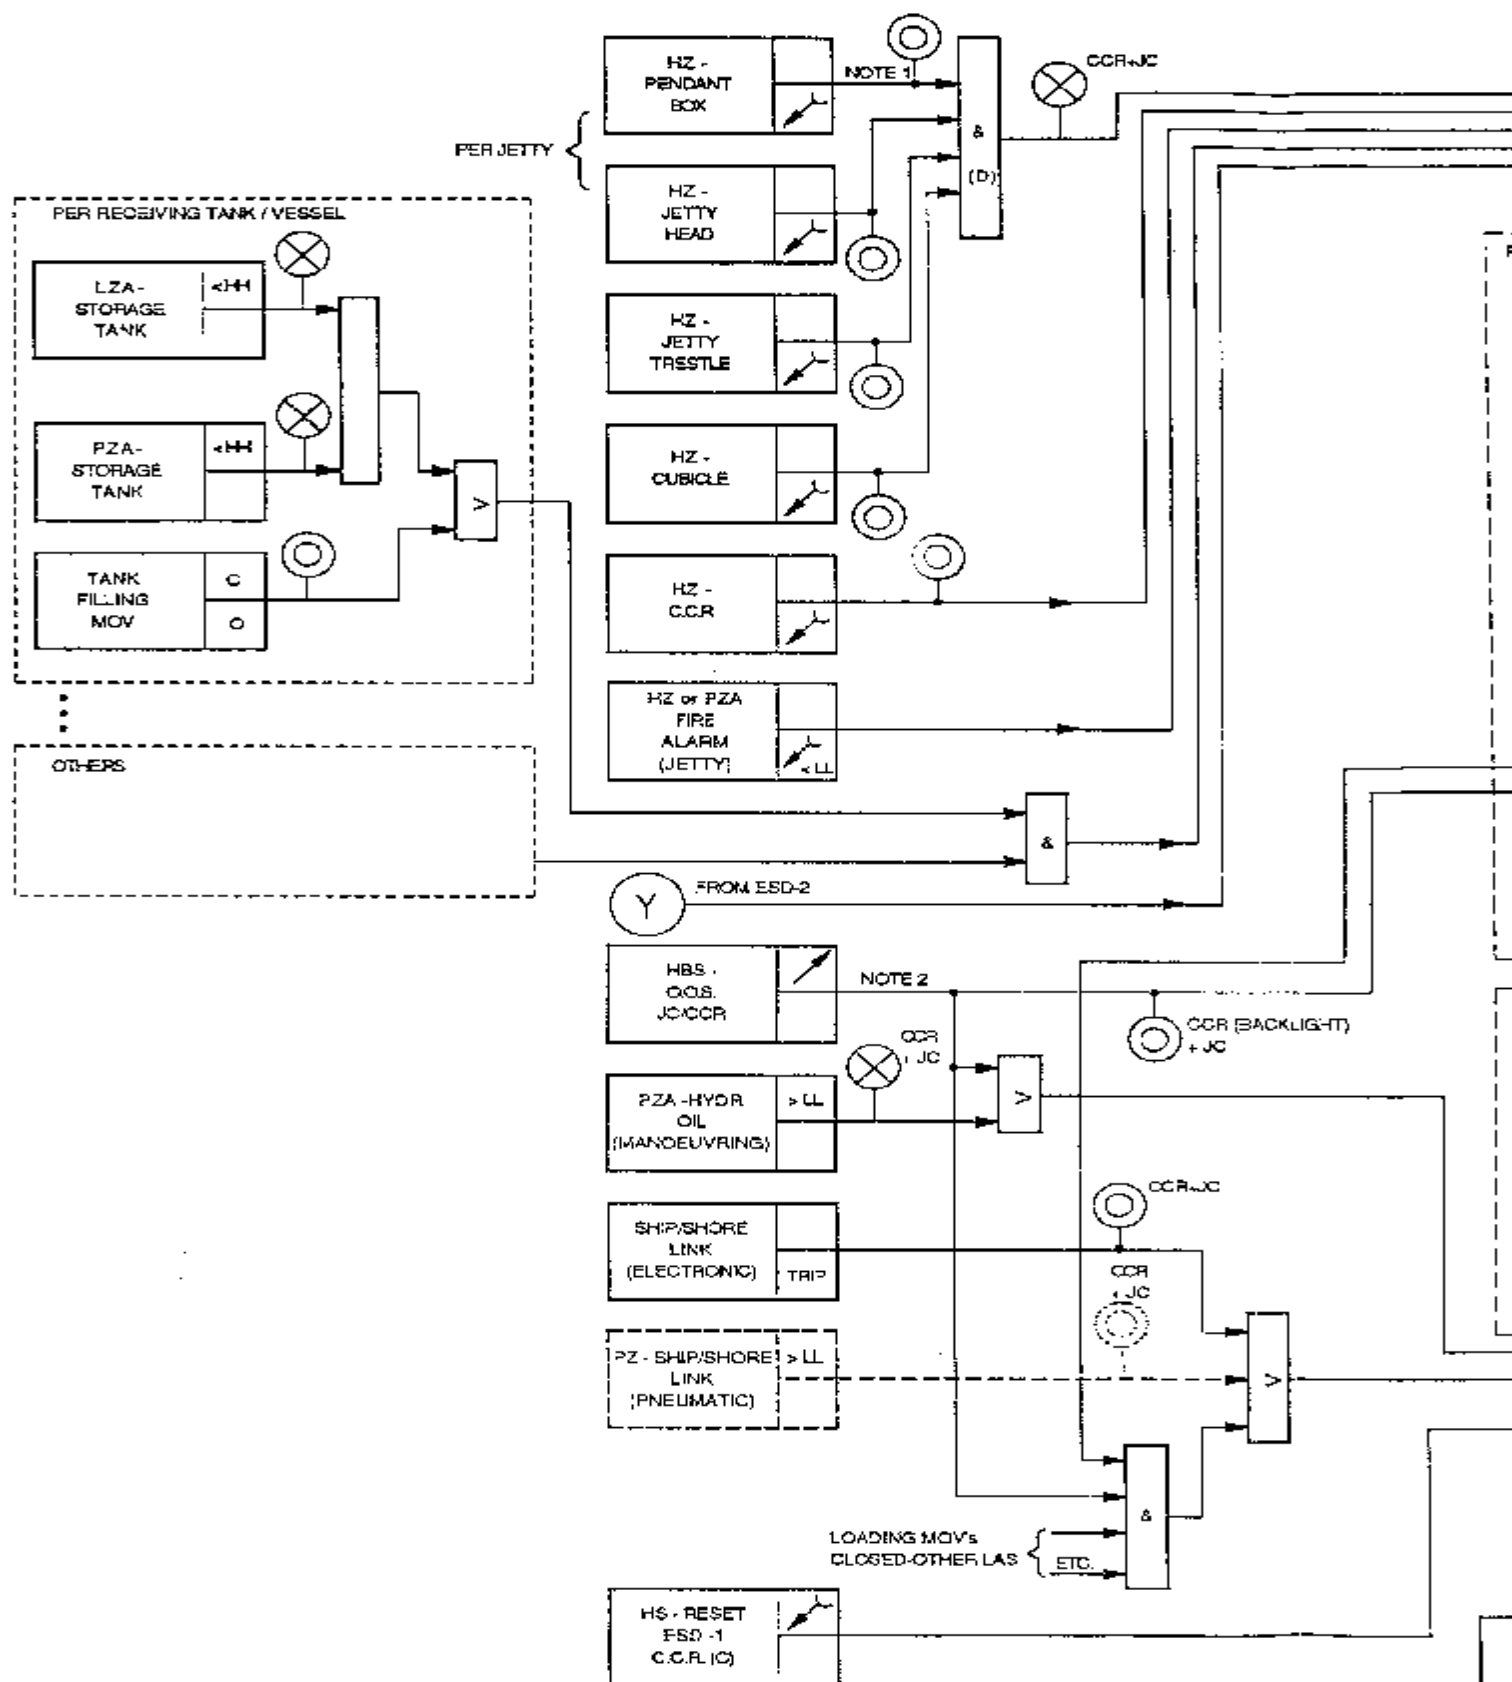 HZ -
PENDANT
BOX
NOTE 1
CCR+JC
&
(D)
PER JETTY
HZ -
JETTY
HEAD
PER RECEIVING TANK / VESSEL
LZA -
STORAGE
TANK
<HH
HZ -
JETTY
TRESTLE
PZA -
STORAGE
TANK
<HH
V
HZ -
CUBICLE
TANK
FILLING
MOV
C
O
HZ -
C.C.R
HZ or PZA
FIRE
ALARM
(JETTY)
<LL
OTHERS
&
Y
FROM ESD-2
HBS -
O.O.S.
JC/CCR
NOTE 2
CCR (BACKLIGHT)
+ JC
CCR
+ JC
PZA -HYDR
OIL
(MANOEUVRING)
>LL
V
SHIP/SHORE
LINK
(ELECTRONIC)
TRIP
CCR+JC
CCR
+ JC
PZ - SHIP/SHORE
LINK
(PNEUMATIC)
>LL
V
&
LOADING MOV's
CLOSED-OTHER LAS
ETC.
HS - RESET
ESD -1
C.C.R. (C)